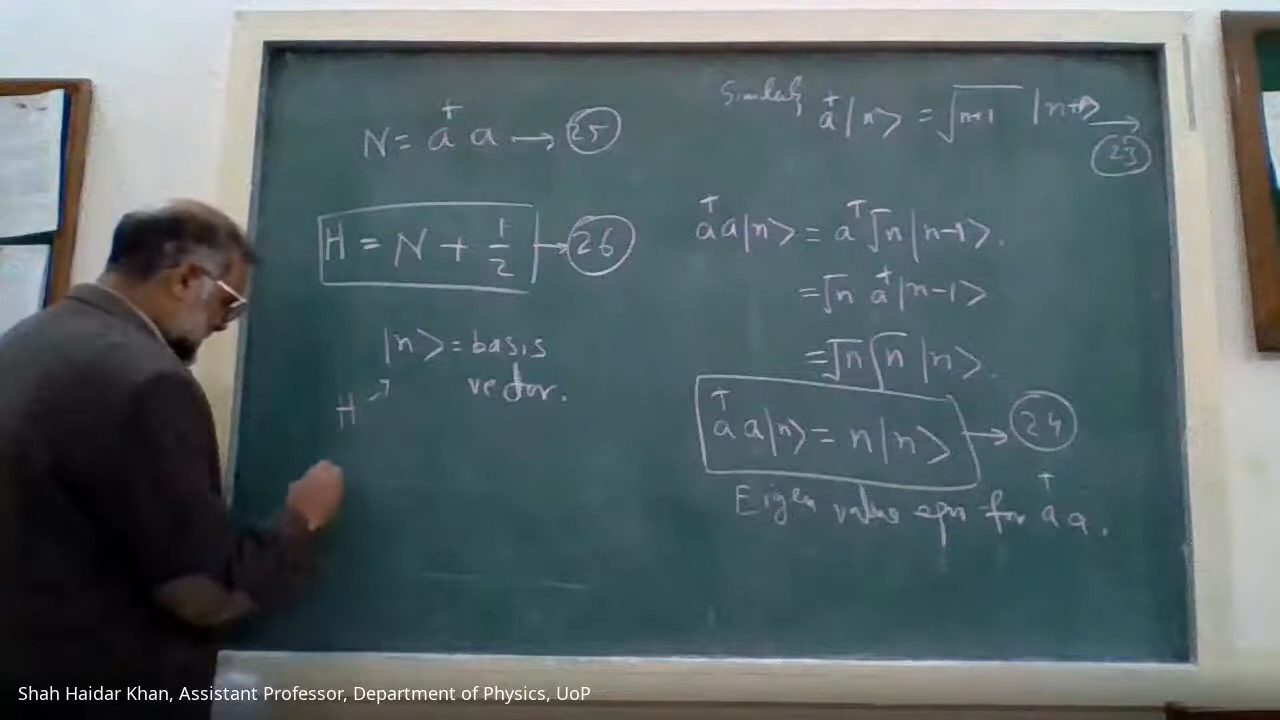 N = a† a → 25
H = N + 1/2 → 26
|n> = basis
vector.
H
Similarly a†|n> = √n+1 |n+1> →
23
a† a|n> = a† √n |n-1>.
= √n a† |n-1>
= √n √n |n>.
a† a|n> = n|n> → 24
Eigen value eqn for a† a.
Shah Haidar Khan, Assistant Professor, Department of Physics, UoP